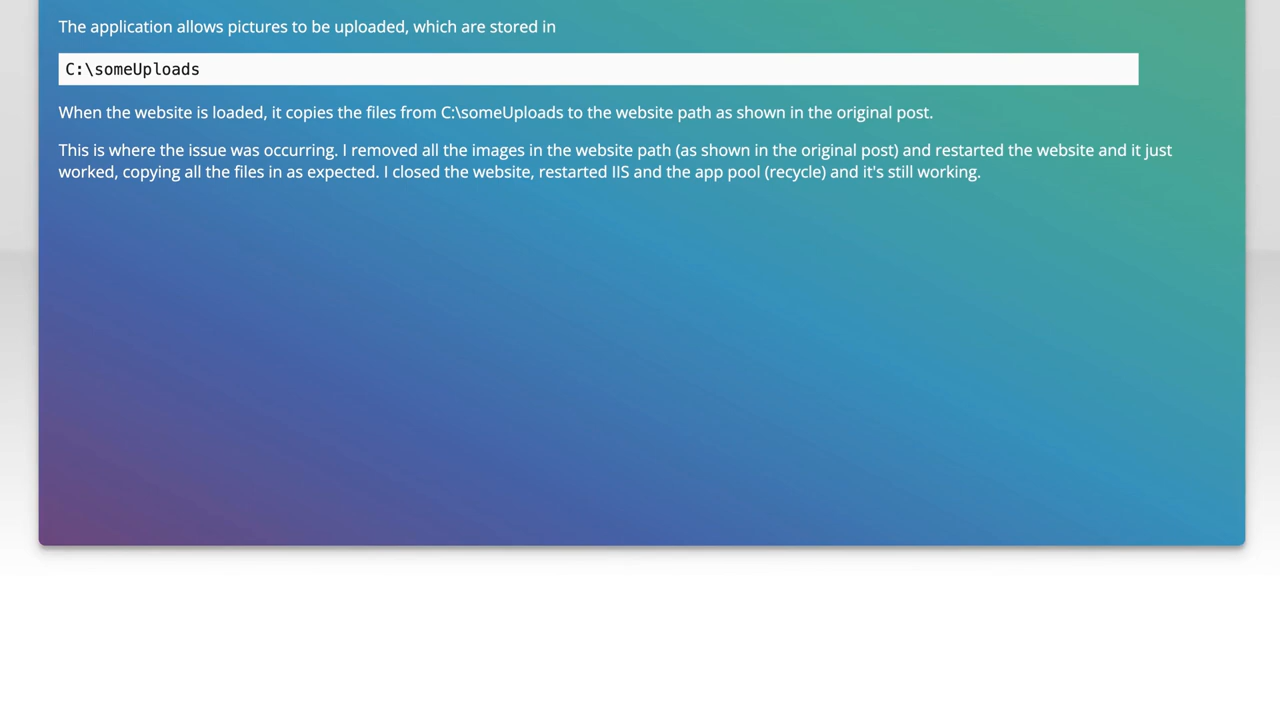 The application allows pictures to be uploaded, which are stored in
C:\someUploads
When the website is loaded, it copies the files from C:\someUploads to the website path as shown in the original post.
This is where the issue was occurring. I removed all the images in the website path (as shown in the original post) and restarted the website and it just
worked, copying all the files in as expected. I closed the website, restarted IIS and the app pool (recycle) and it's still working.